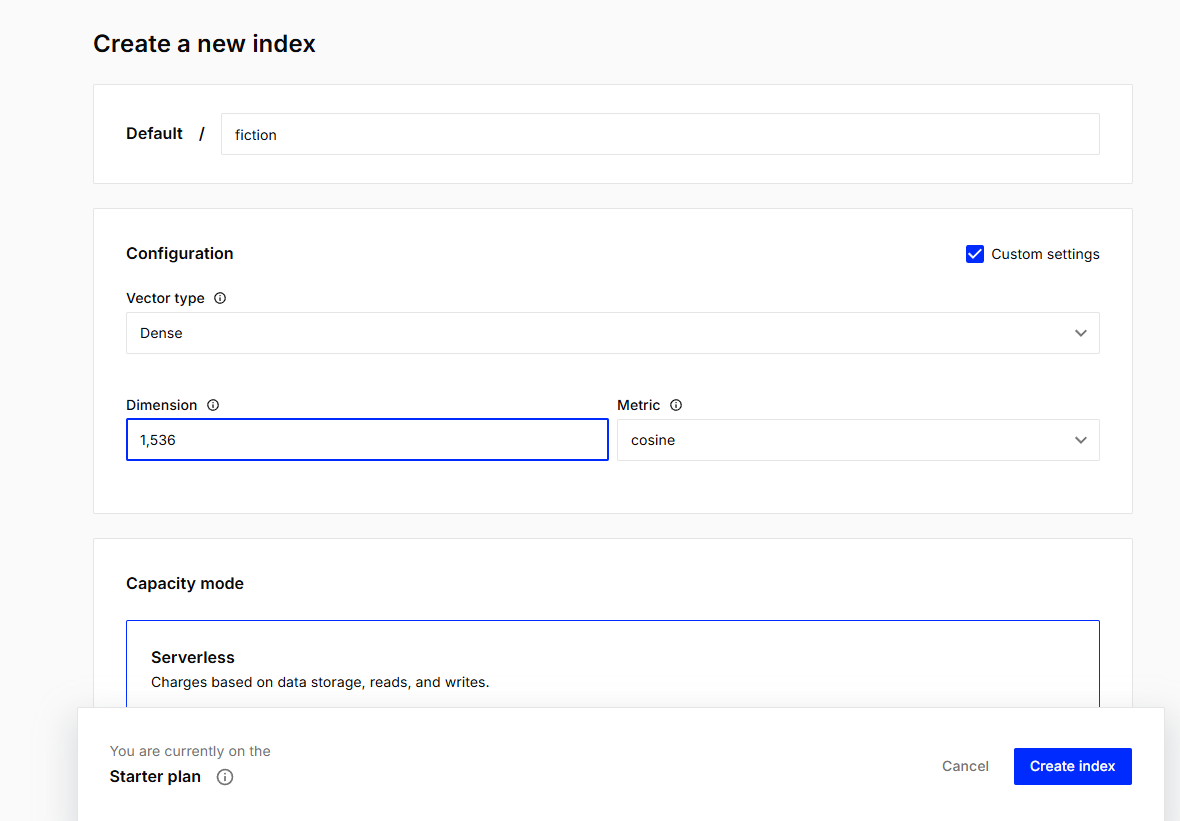 Create a new index
Default / fiction
Configuration
Custom settings
Vector type
Dense
Dimension
Metric
1,536
cosine
Capacity mode
Serverless
Charges based on data storage, reads, and writes.
You are currently on the
Starter plan
Cancel
Create index